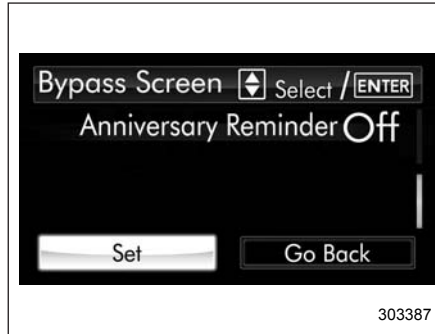 Bypass Screen Select / ENTER
Anniversary Reminder Off
Set Go Back
303387